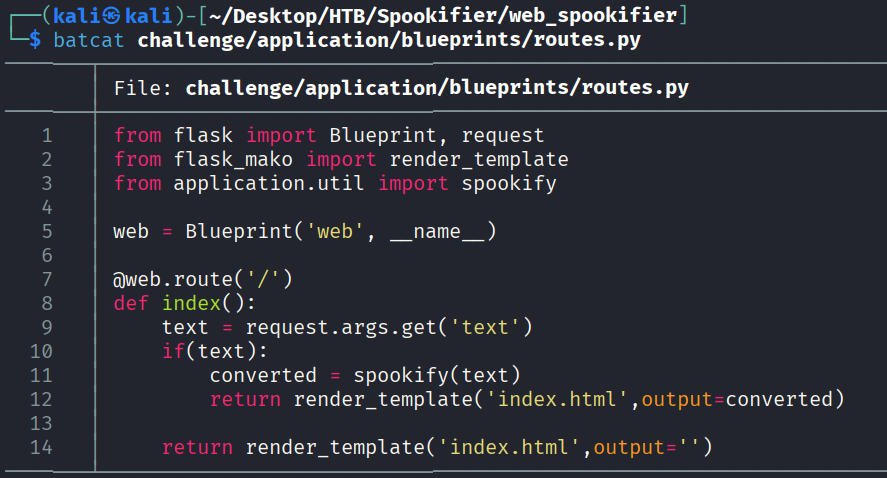 ┌──(kali㉿kali)-[~/Desktop/HTB/Spookifier/web_spookifier]
└─$ batcat challenge/application/blueprints/routes.py
File: challenge/application/blueprints/routes.py
1 from flask import Blueprint, request
2 from flask_mako import render_template
3 from application.util import spookify
4
5 web = Blueprint('web', __name__)
6
7 @web.route('/')
8 def index():
9     text = request.args.get('text')
10     if(text):
11         converted = spookify(text)
12         return render_template('index.html',output=converted)
13
14     return render_template('index.html',output='')